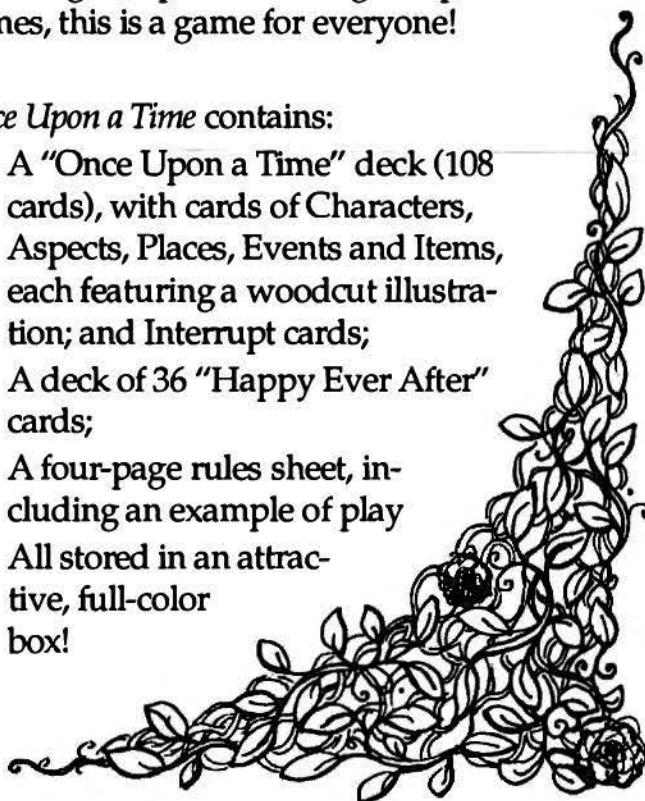 nes, this is a game for everyone!
ce Upon a Time contains:
A "Once Upon a Time" deck (108
cards), with cards of Characters,
Aspects, Places, Events and Items,
each featuring a woodcut illustra-
tion; and Interrupt cards;
A deck of 36 "Happy Ever After"
cards;
A four-page rules sheet, in-
cluding an example of play
All stored in an attrac-
tive, full-color
box!